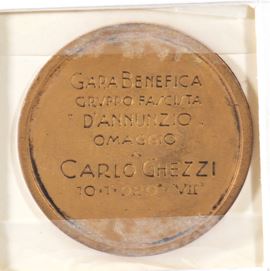 GARA BENEFICA
GRVPPO FASCISTA
"D'ANNUNZIO"
OMAGGIO
A
CARLO GHEZZI